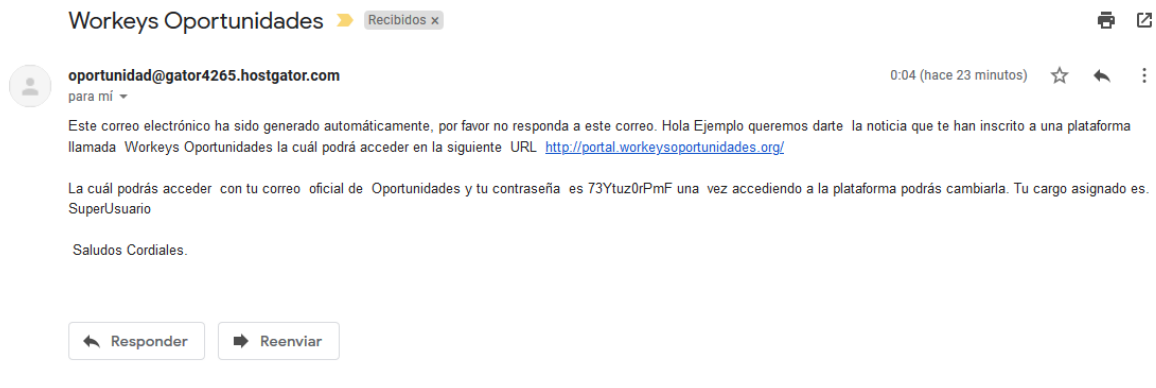 Workeys Oportunidades Recibidos x
oportunidad@gator4265.hostgator.com 0:04 (hace 23 minutos)
para mí
Este correo electrónico ha sido generado automáticamente, por favor no responda a este correo. Hola Ejemplo queremos darte la noticia que te han inscrito a una plataforma
llamada Workeys Oportunidades la cuál podrá acceder en la siguiente URL http://portal.workeysoportunidades.org/
La cuál podrás acceder con tu correo oficial de Oportunidades y tu contraseña es 73Ytuz0rPmF una vez accediendo a la plataforma podrás cambiarla. Tu cargo asignado es.
SuperUsuario
Saludos Cordiales.
Responder Reenviar